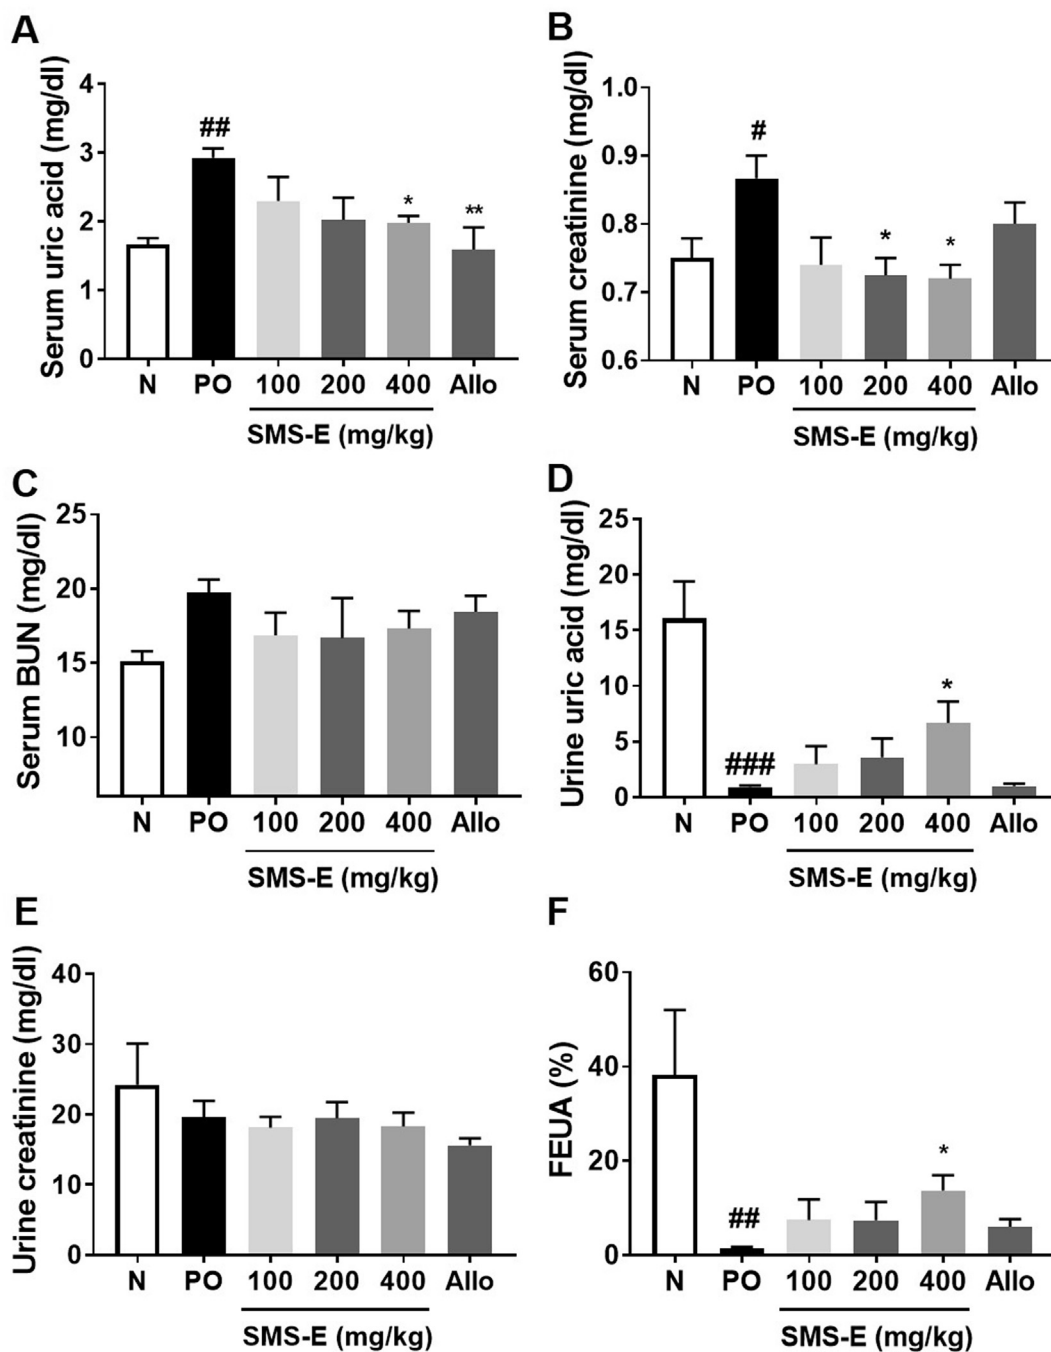 A
Serum uric acid (mg/dl)
4
3
2
1
0
##
*
**
N PO 100 200 400 Allo
SMS-E (mg/kg)
B
Serum creatinine (mg/dl)
1.0
0.9
0.8
0.7
0.6
#
*
*
N PO 100 200 400 Allo
SMS-E (mg/kg)
C
Serum BUN (mg/dl)
25
20
15
10
N PO 100 200 400 Allo
SMS-E (mg/kg)
D
Urine uric acid (mg/dl)
25
20
15
10
5
0
###
*
N PO 100 200 400 Allo
SMS-E (mg/kg)
E
Urine creatinine (mg/dl)
40
30
20
10
0
N PO 100 200 400 Allo
SMS-E (mg/kg)
F
FEUA (%)
60
40
20
0
##
*
N PO 100 200 400 Allo
SMS-E (mg/kg)